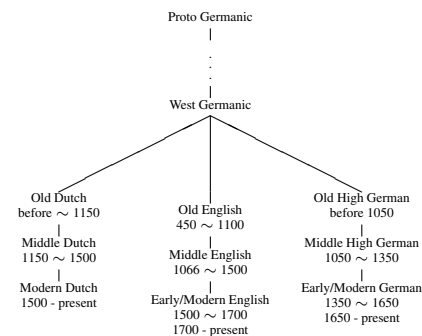 Proto Germanic
West Germanic
Old Dutch
before ∼ 1150
Middle Dutch
1150 ∼ 1500
Modern Dutch
1500 - present
Old English
450 ∼ 1100
Middle English
1066 ∼ 1500
Early/Modern English
1500 ∼ 1700
1700 - present
Old High German
before 1050
Middle High German
1050 ∼ 1350
Early/Modern German
1350 ∼ 1650
1650 - present